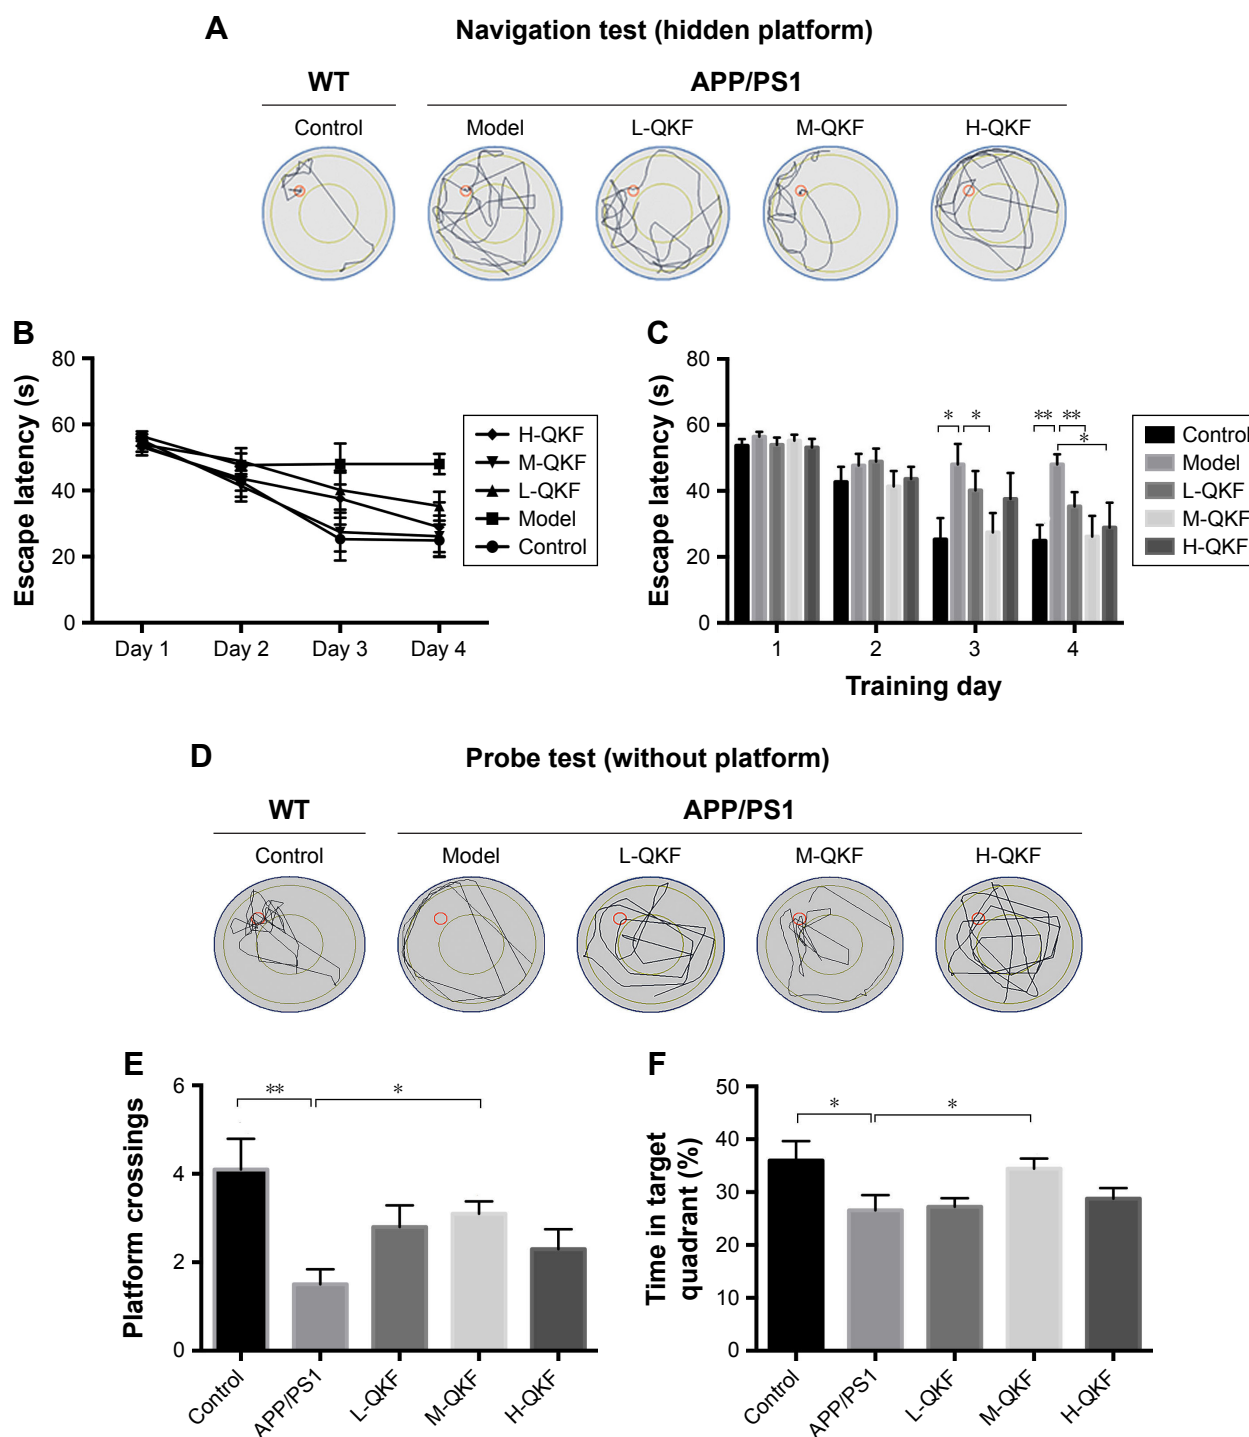 A Navigation test (hidden platform)
WT APP/PS1
Control Model L-QKF M-QKF H-QKF
B
Escape latency (s)
80
60
40
20
0
Day 1 Day 2 Day 3 Day 4
H-QKF
M-QKF
L-QKF
Model
Control
C
Escape latency (s)
80
60
40
20
0
* * ** ** *
1 2 3 4
Training day
Control
Model
L-QKF
M-QKF
H-QKF
D Probe test (without platform)
WT APP/PS1
Control Model L-QKF M-QKF H-QKF
E
Platform crossings
6
4
2
0
** *
Control APP/PS1 L-QKF M-QKF H-QKF
F
Time in target
quadrant (%)
50
40
30
20
10
0
* *
Control APP/PS1 L-QKF M-QKF H-QKF